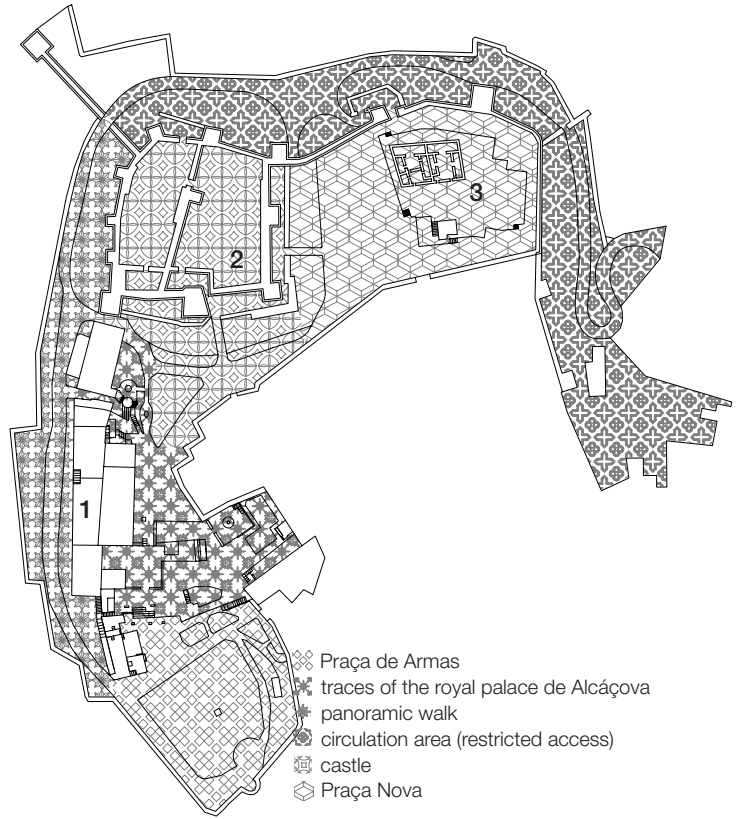 3
2
1
Praça de Armas
traces of the royal palace de Alcáçova
panoramic walk
circulation area (restricted access)
castle
Praça Nova